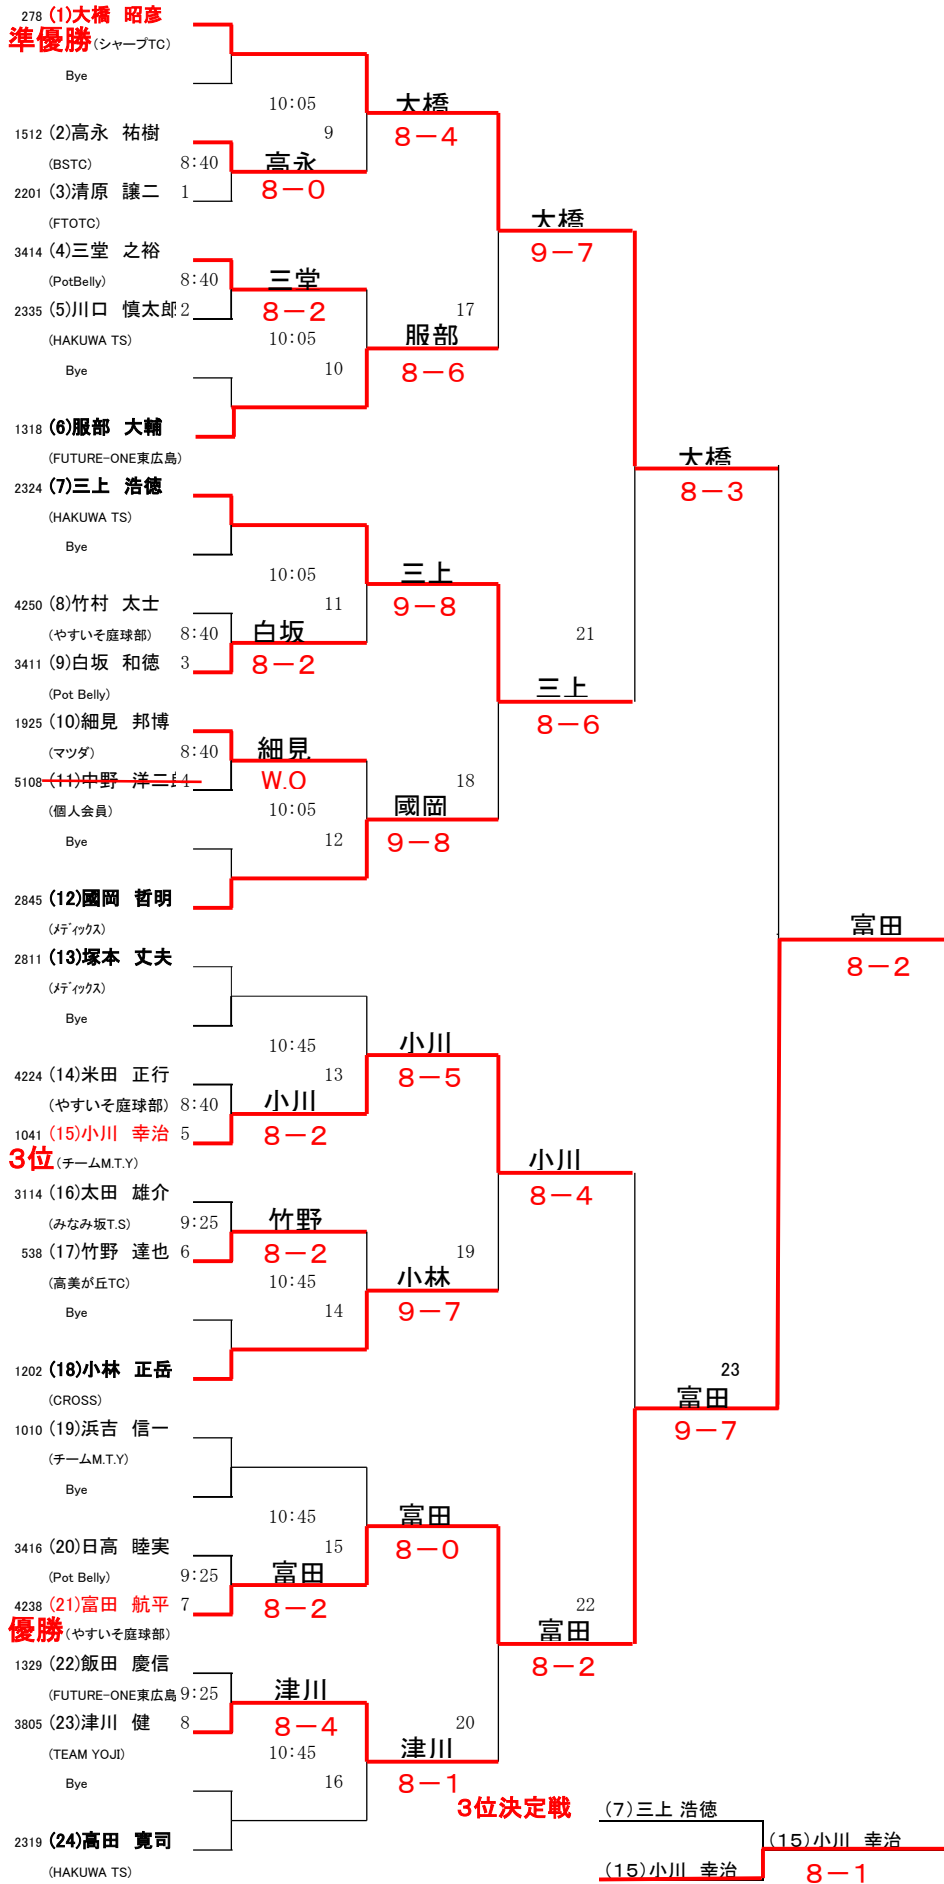 278 (1)大橋 昭彦
準優勝(シャープTC)
Bye
10:05
大橋
9
8－4
1512 (2)高永 祐樹
(BSTC) 8:40
高永
8－0
2201 (3)清原 譲二 1
(FTOTC)
大橋
9－7
3414 (4)三堂 之裕
(PotBelly) 8:40
三堂
8－2
2335 (5)川口 慎太郎 2
17
(HAKUWA TS)
10:05
服部
8－6
Bye
10
1318 (6)服部 大輔
(FUTURE-ONE東広島)
大橋
8－3
2324 (7)三上 浩徳
(HAKUWA TS)
Bye
10:05
三上
9－8
11
4250 (8)竹村 太士
(やすいそ庭球部) 8:40
白坂
8－2
21
3411 (9)白坂 和徳 3
(Pot Belly)
三上
8－6
1925 (10)細見 邦博
(マツダ) 8:40
細見
W.O
5108 (11)中野 洋二 4
18
(個人会員)
10:05
國岡
9－8
Bye
12
2845 (12)國岡 哲明
(メディックス)
富田
8－2
2811 (13)塚本 丈夫
(メディックス)
Bye
10:45
小川
8－5
13
4224 (14)米田 正行
(やすいそ庭球部) 8:40
小川
8－2
1041 (15)小川 幸治 5
3位(チームM.T.Y)
小川
8－4
3114 (16)太田 雄介
(みなみ坂T.S) 9:25
竹野
8－2
538 (17)竹野 達也 6
19
(高美が丘TC)
10:45
小林
9－7
Bye
14
1202 (18)小林 正岳
23
(CROSS)
富田
9－7
1010 (19)浜吉 信一
(チームM.T.Y)
Bye
10:45
富田
8－0
15
3416 (20)日高 睦実
(Pot Belly) 9:25
富田
8－2
4238 (21)富田 航平 7
22
優勝(やすいそ庭球部)
富田
8－2
1329 (22)飯田 慶信
(FUTURE-ONE東広島 9:25
津川
8－4
3805 (23)津川 健 8
20
(TEAM YOJI)
10:45
津川
8－1
Bye
16
2319 (24)高田 寛司
(HAKUWA TS)
3位決定戦
(7)三上 浩徳
(15)小川 幸治
(15)小川 幸治
8－1